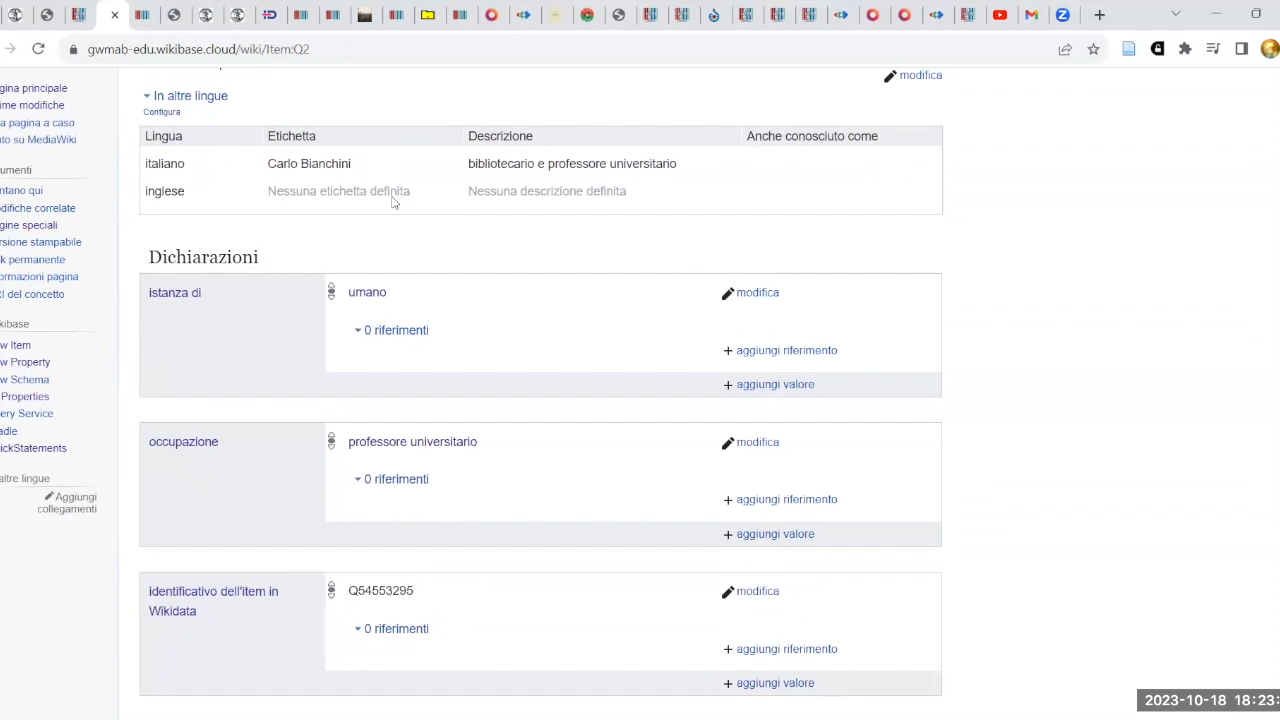 gwmab-edu.wikibase.cloud/wiki/Item:Q2
agina principale
ime modifiche
a pagina a caso
to su MediaWiki
umenti
ntano qui
difiche correlate
gine speciali
rsione stampabile
k permanente
ormazioni pagina
I del concetto
kibase
w Item
w Property
w Schema
Properties
ery Service
adle
ickStatements
altre lingue
Aggiungi
collegamenti
modifica
In altre lingue
Configura
Lingua Etichetta Descrizione Anche conosciuto come
italiano Carlo Bianchini bibliotecario e professore universitario
inglese Nessuna etichetta definita Nessuna descrizione definita
Dichiarazioni
istanza di umano modifica
0 riferimenti
+ aggiungi riferimento
+ aggiungi valore
occupazione professore universitario modifica
0 riferimenti
+ aggiungi riferimento
+ aggiungi valore
identificativo dell'item in Wikidata Q54553295 modifica
0 riferimenti
+ aggiungi riferimento
+ aggiungi valore
2023-10-18 18:23: